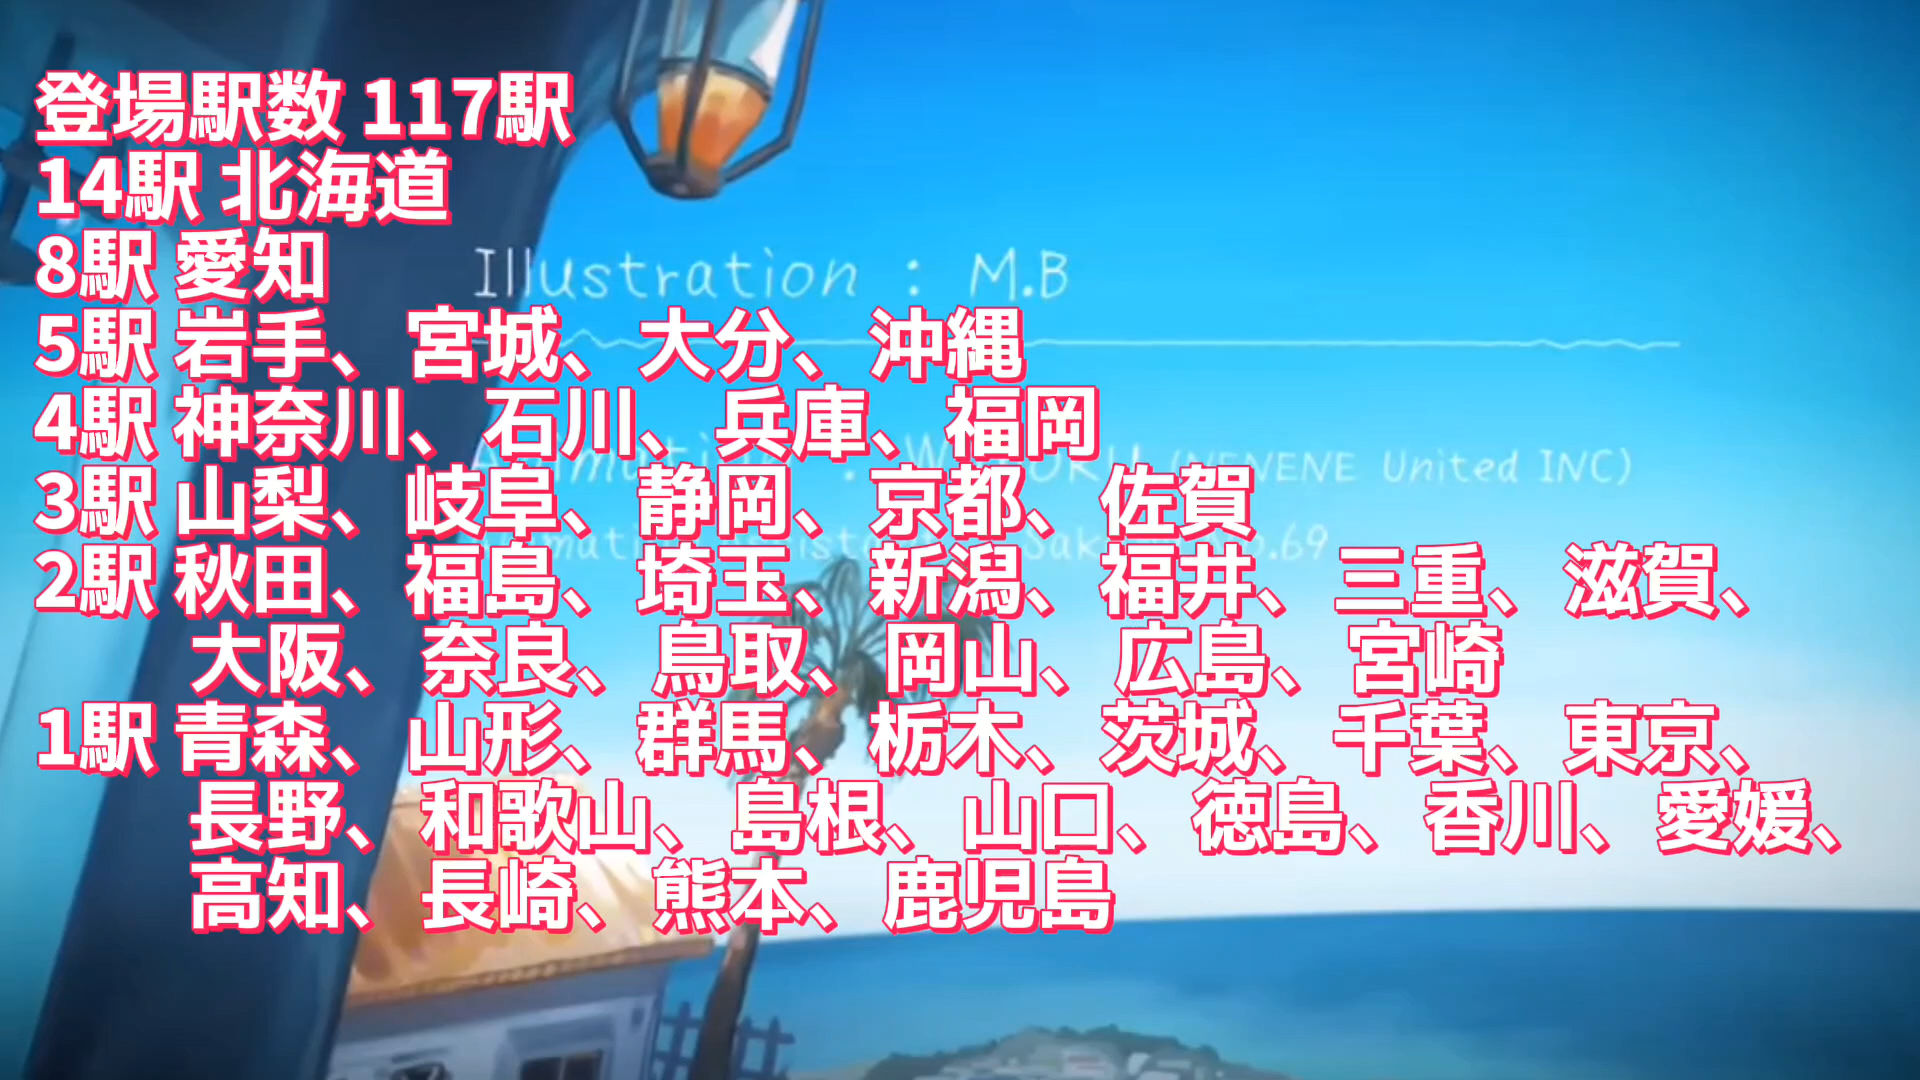 登場駅数 117駅
14駅 北海道
8駅 愛知
Illustration : M.B
5駅 岩手、宮城、大分、沖縄
4駅 神奈川、石川、兵庫、福岡
(NENENE United INC)
3駅 山梨、岐阜、静岡、京都、佐賀
2駅 秋田、福島、埼玉、新潟、福井、三重、滋賀、
大阪、奈良、鳥取、岡山、広島、宮崎
1駅 青森、山形、群馬、栃木、茨城、千葉、東京、
長野、和歌山、島根、山口、徳島、香川、愛媛、
高知、長崎、熊本、鹿児島